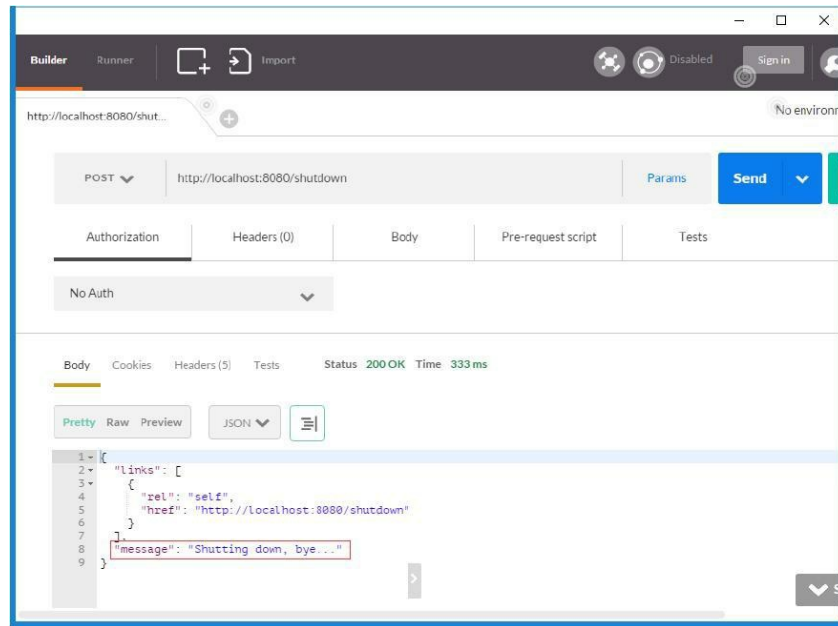 Builder Runner Import Disabled Sign in
http://localhost:8080/shut... No environm
POST http://localhost:8080/shutdown Params Send
Authorization Headers (0) Body Pre-request script Tests
No Auth
Body Cookies Headers (5) Tests Status 200 OK Time 333 ms
Pretty Raw Preview JSON
1 {
2 "links": [
3 {
4 "rel": "self",
5 "href": "http://localhost:8080/shutdown"
6 }
7 ],
8 "message": "Shutting down, bye..."
9 }
S